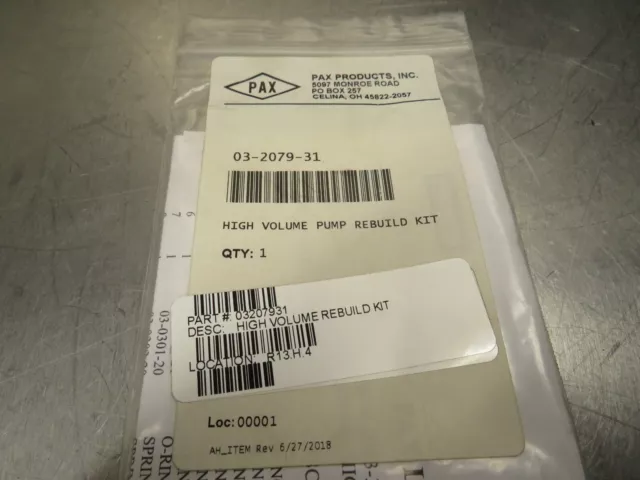 PAX
PAX PRODUCTS, INC.
5097 MONROE ROAD
PO BOX 257
CELINA, OH 45822-2057
03-2079-31
HIGH VOLUME PUMP REBUILD KIT
QTY: 1
PART #: 03207931
DESC: HIGH VOLUME REBUILD KIT
LOCATION: R13.H.4
Loc: 00001
AH_ITEM Rev 6/27/2018
6
7
03-0301-20
O-RIN
SPRIN